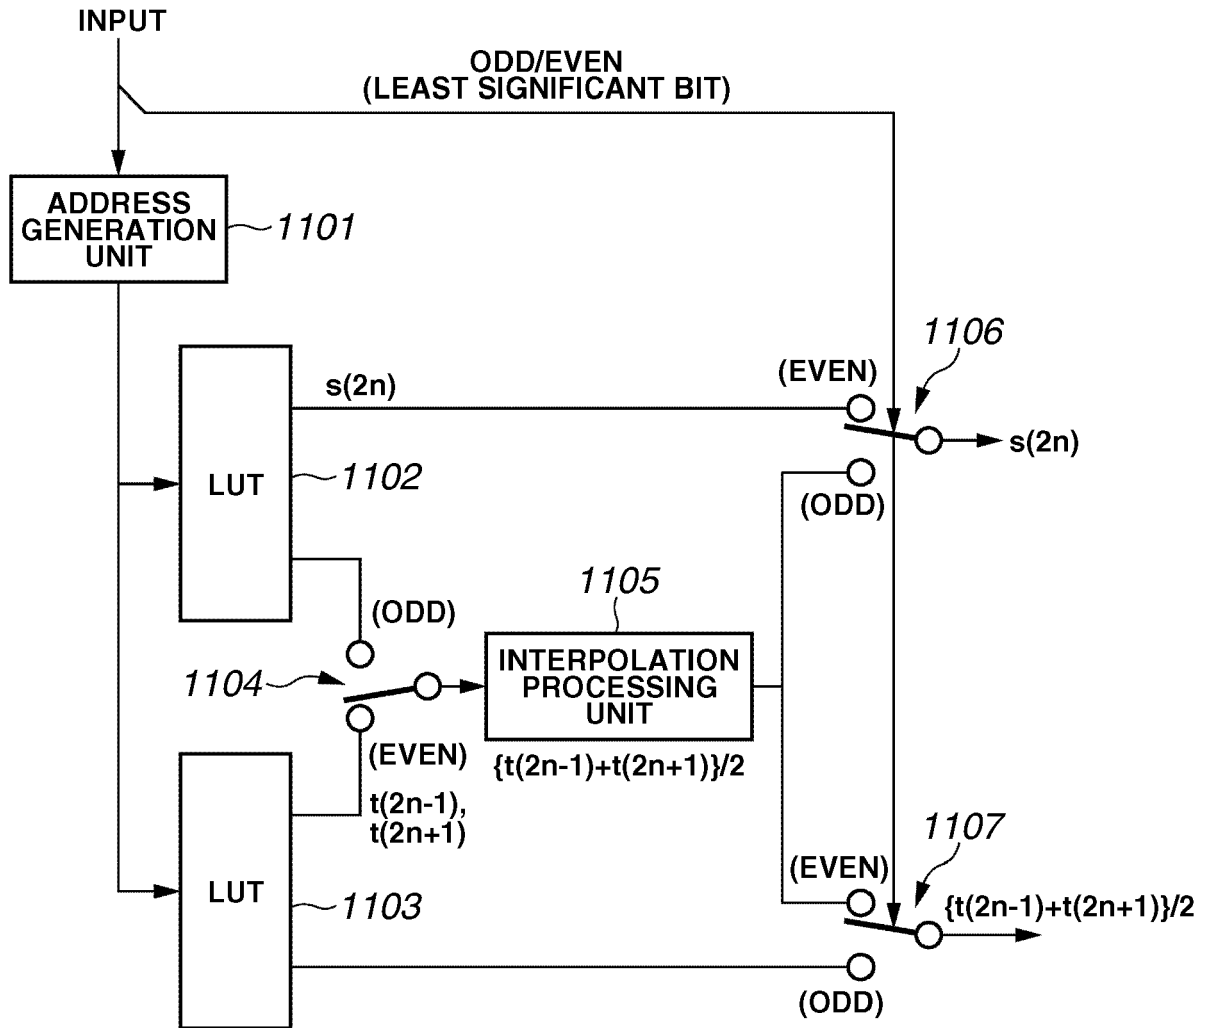 INPUT
ODD/EVEN
(LEAST SIGNIFICANT BIT)
ADDRESS
GENERATION
UNIT
1101
1106
(EVEN)
s(2n)
s(2n)
LUT
1102
(ODD)
1105
(ODD)
INTERPOLATION
PROCESSING
UNIT
1104
(EVEN)
{t(2n-1)+t(2n+1)}/2
t(2n-1),
t(2n+1)
1107
(EVEN)
LUT
1103
{t(2n-1)+t(2n+1)}/2
(ODD)